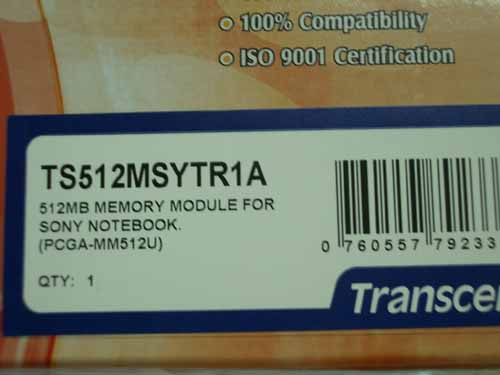 100% Compatibility
ISO 9001 Certification
TS512MSYTR1A
512MB MEMORY MODULE FOR
SONY NOTEBOOK.
(PCGA-MM512U)
0 760557 79233
QTY: 1
Transce